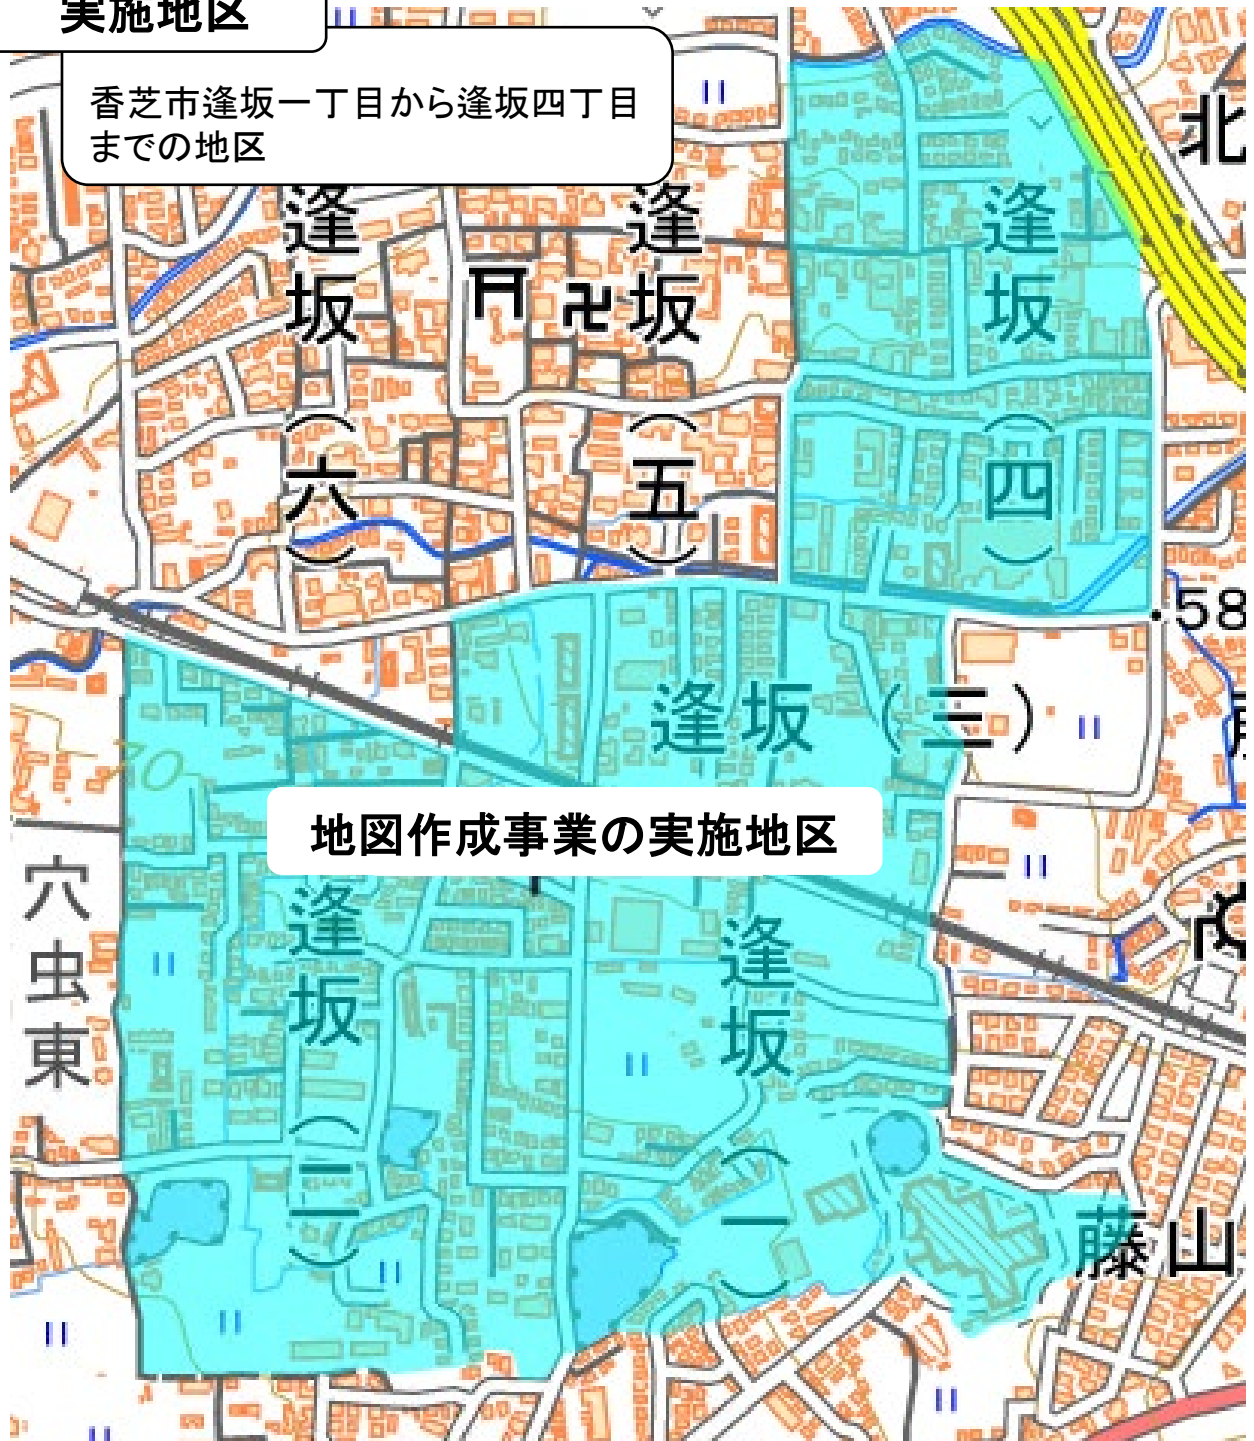 実施地区
香芝市逢坂一丁目から逢坂四丁目
までの地区
北
逢坂(六)
逢坂(五)
逢坂(四)
.58
逢坂(三)
70
地図作成事業の実施地区
穴虫東
逢坂(二)
逢坂(一)
藤山